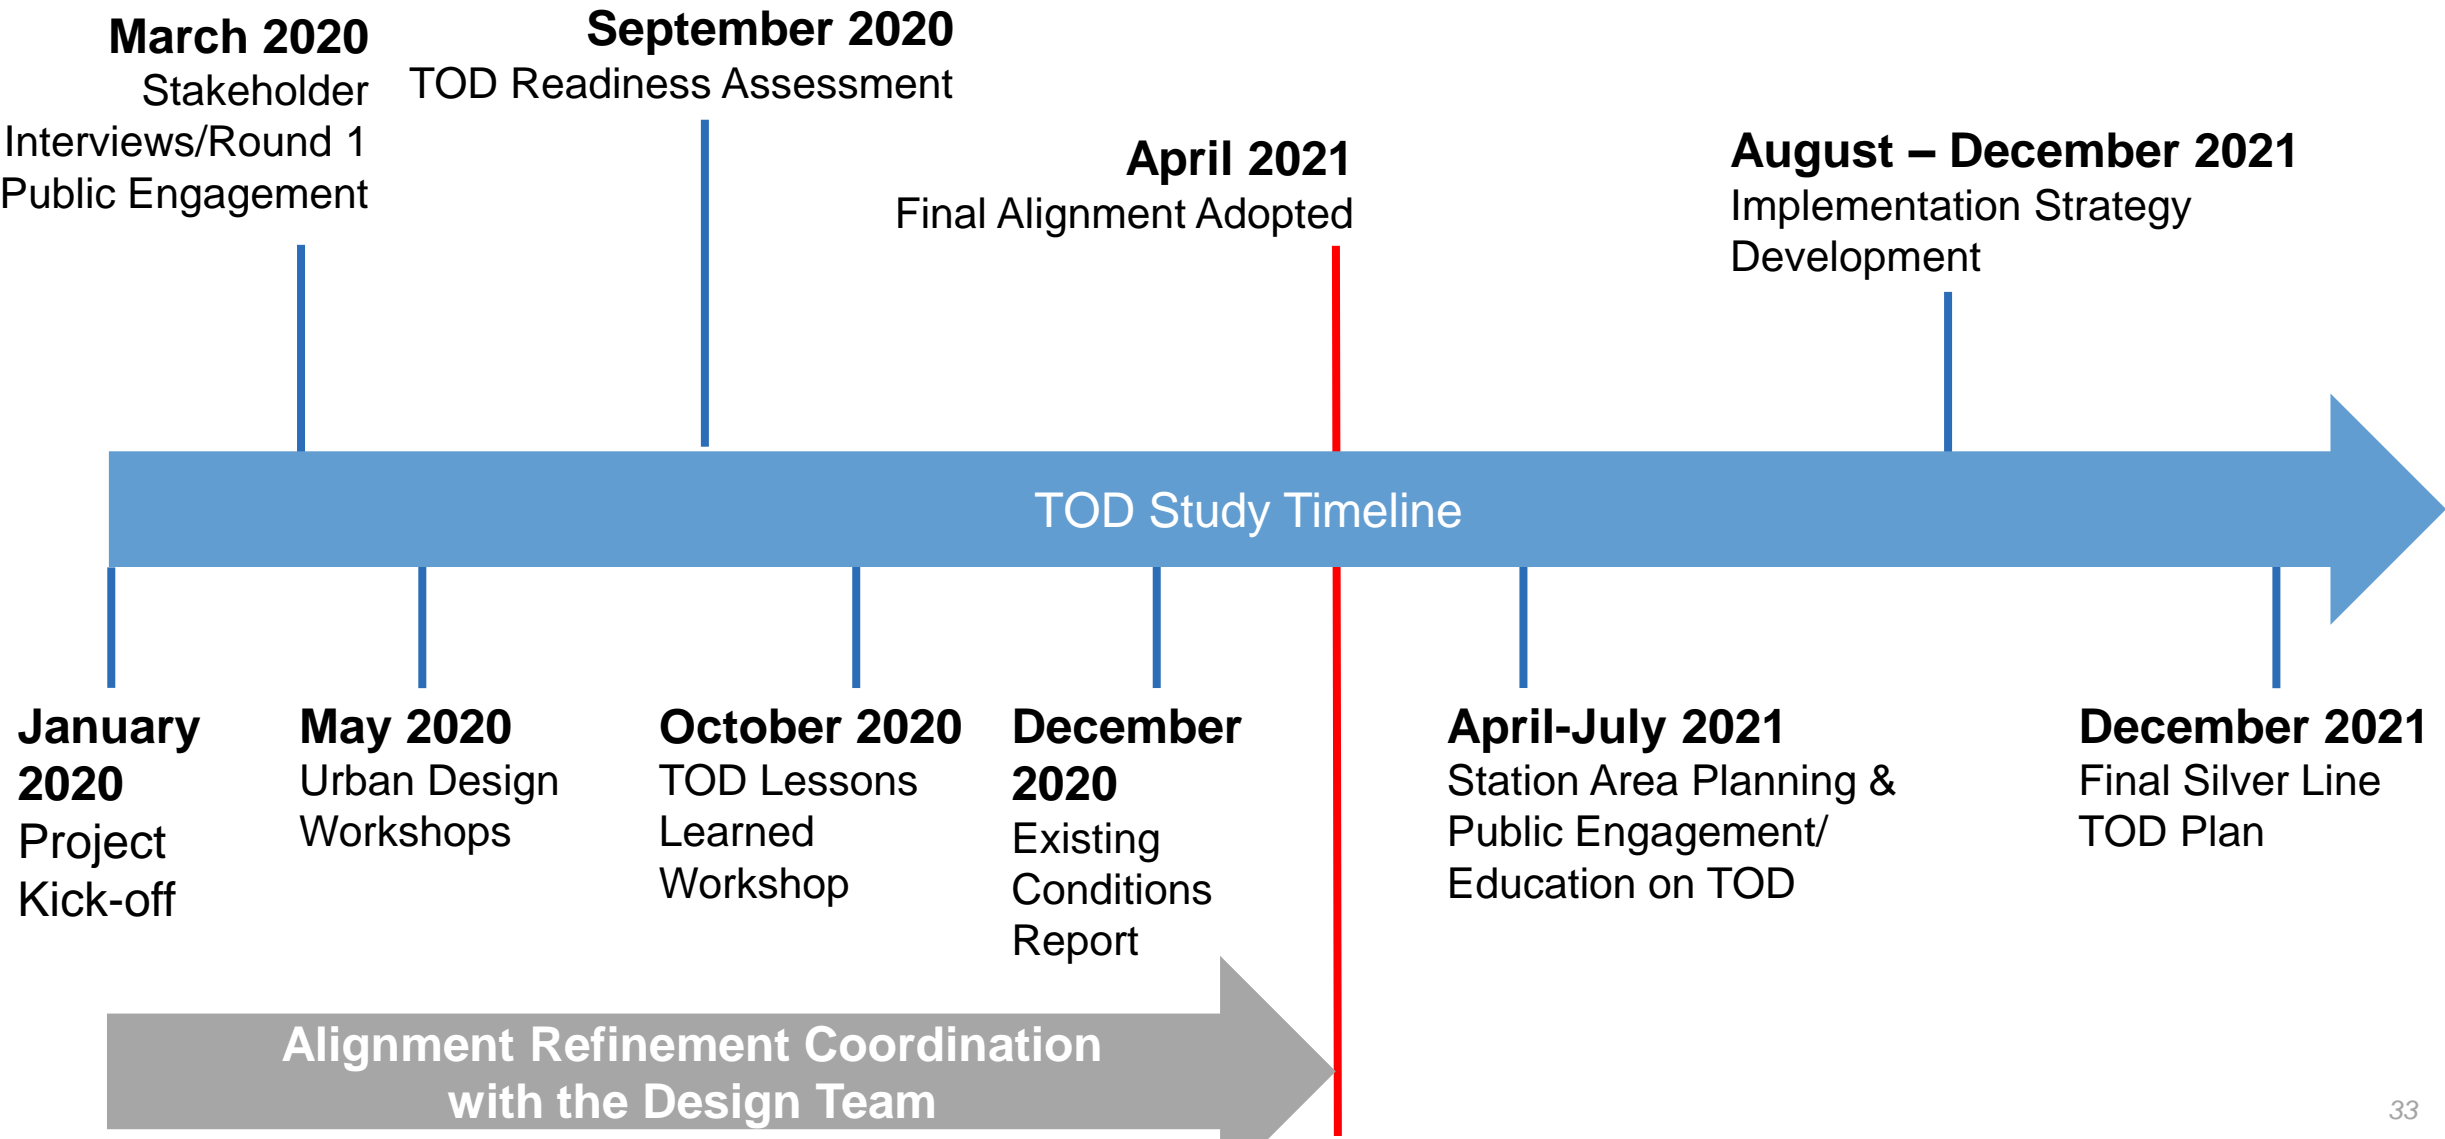 March 2020
Stakeholder
Interviews/Round 1
Public Engagement
September 2020
TOD Readiness Assessment
April 2021
Final Alignment Adopted
August – December 2021
Implementation Strategy
Development
TOD Study Timeline
January
2020
Project
Kick-off
May 2020
Urban Design
Workshops
October 2020
TOD Lessons
Learned
Workshop
December
2020
Existing
Conditions
Report
April-July 2021
Station Area Planning &
Public Engagement/
Education on TOD
December 2021
Final Silver Line
TOD Plan
Alignment Refinement Coordination
with the Design Team
33